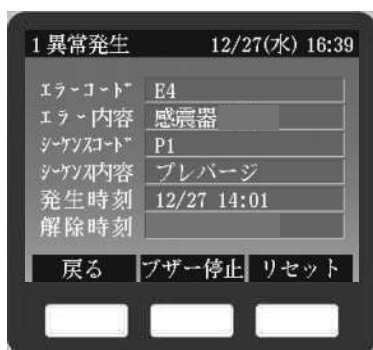 1 異常発生 12/27(水) 16:39
エラーコード E4
エラー内容 感震器
シーケンスコード P1
シーケンス内容 プレパージ
発生時刻 12/27 14:01
解除時刻
戻る ブザー停止 リセット